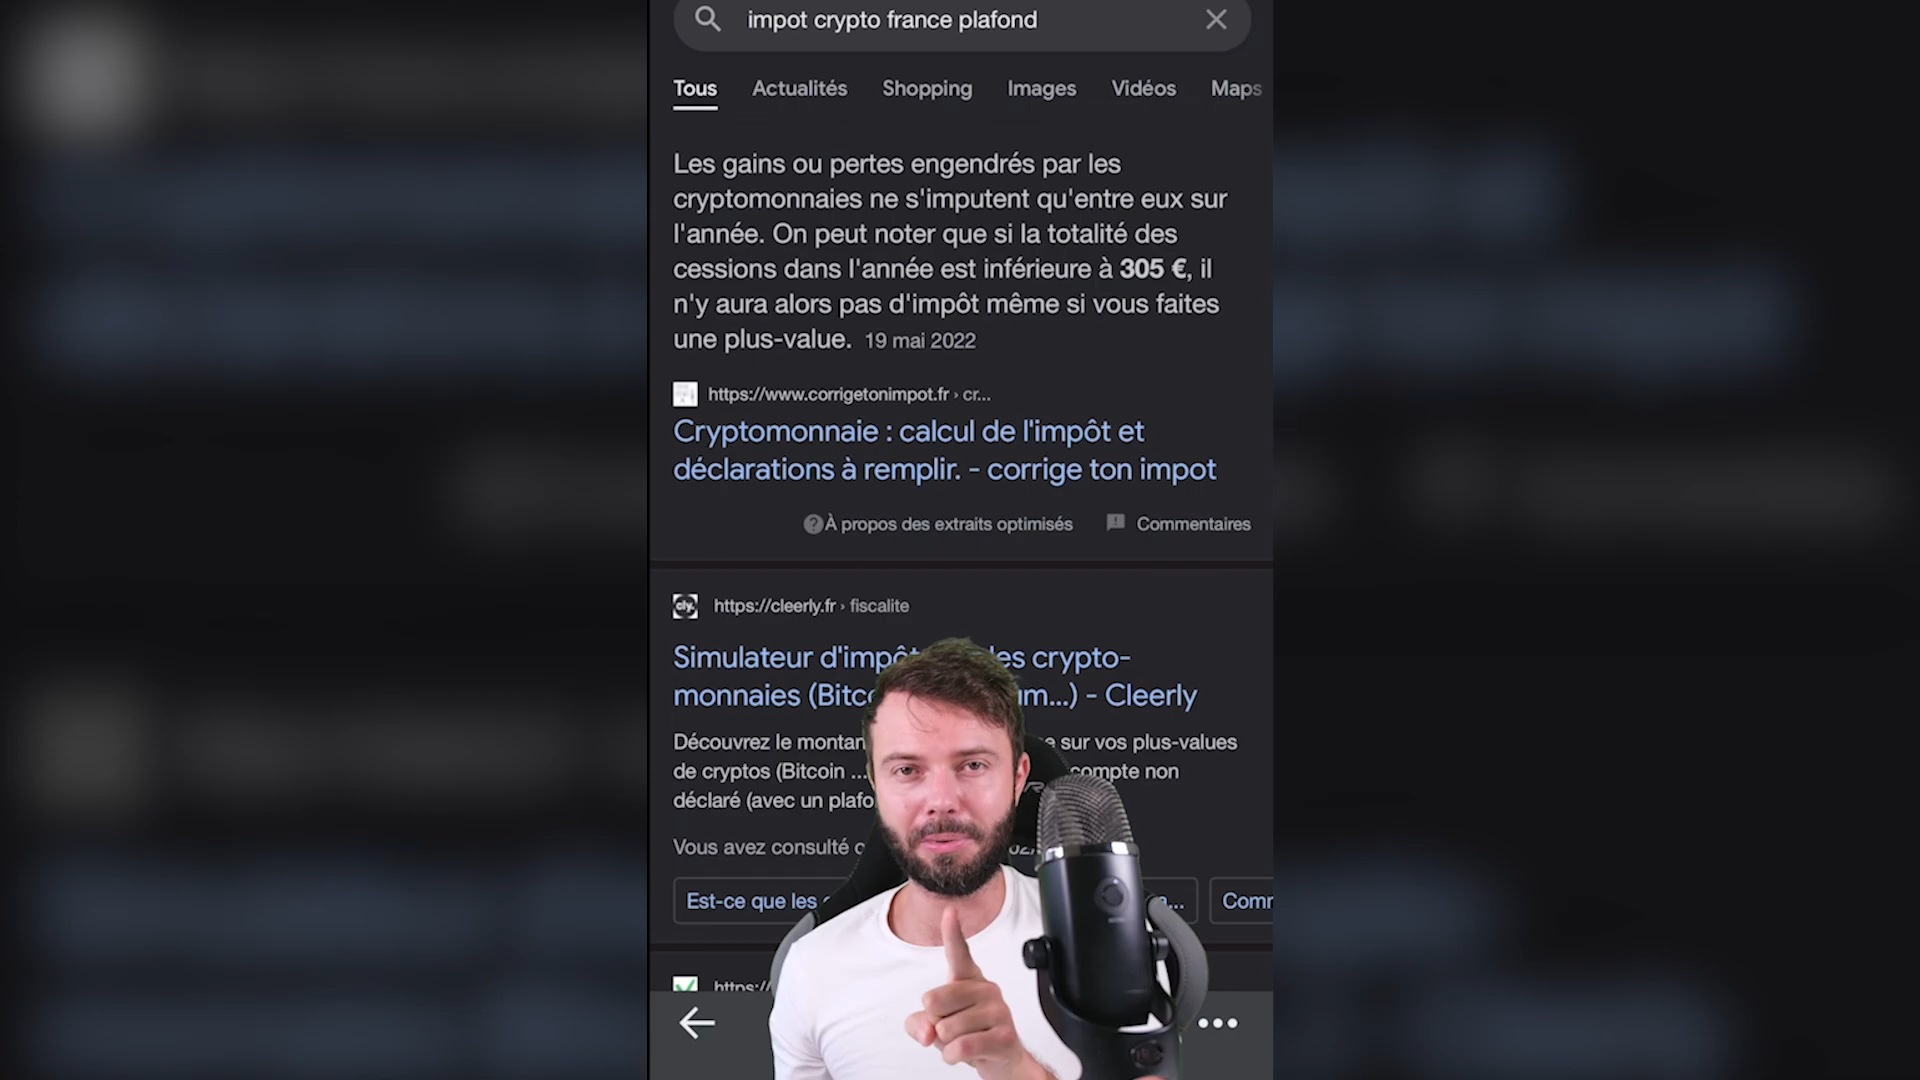 impot crypto france plafond
Tous Actualités Shopping Images Vidéos Maps
Les gains ou pertes engendrés par les
cryptomonnaies ne s'imputent qu'entre eux sur
l'année. On peut noter que si la totalité des
cessions dans l'année est inférieure à 305 €, il
n'y aura alors pas d'impôt même si vous faites
une plus-value. 19 mai 2022
https://www.corrigetonimpot.fr › cr...
Cryptomonnaie : calcul de l'impôt et
déclarations à remplir. - corrige ton impot
À propos des extraits optimisés Commentaires
cly.
https://cleerly.fr › fiscalite
Simulateur les crypto-
monnaies - Cleerly
Découvrez le sur vos plus-values
de cryptos (Bitcoin ... compte non
déclaré (avec un
Vous avez consulté
Est-ce que les
https://